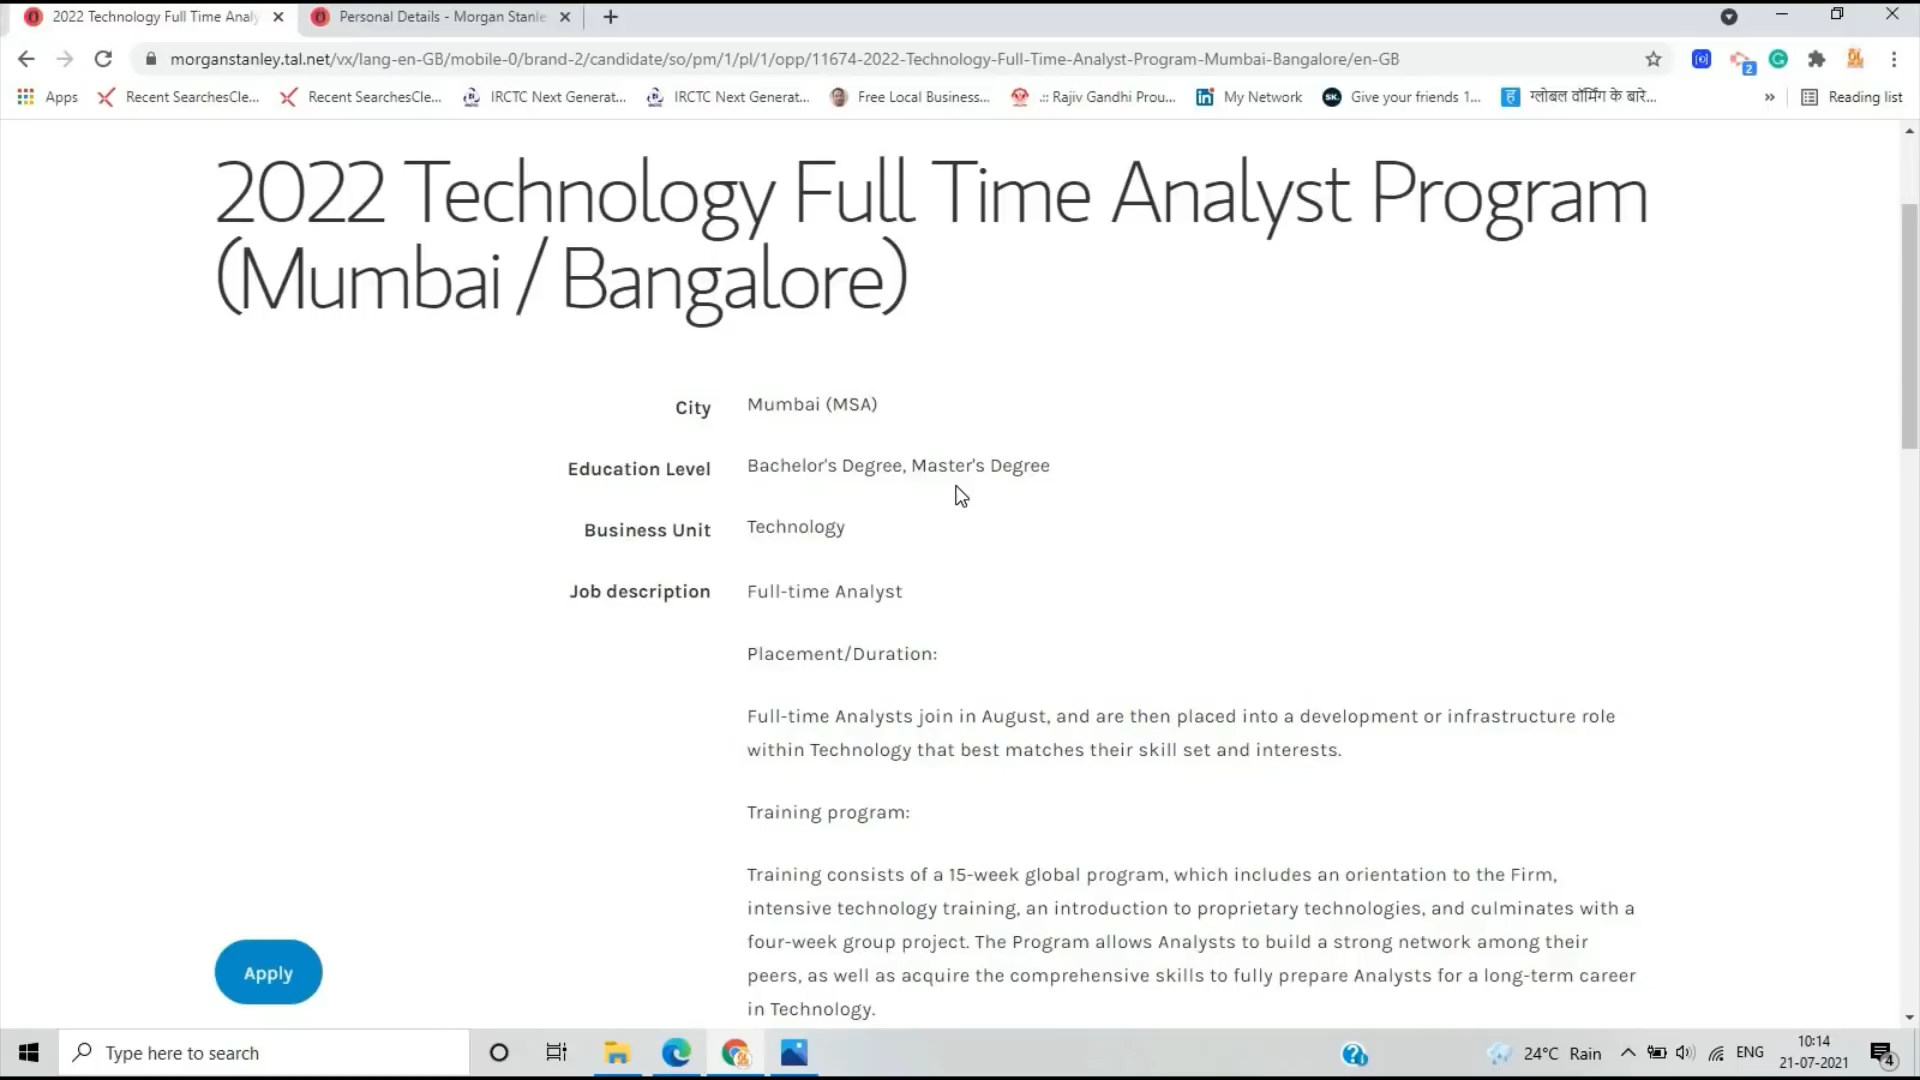 2022 Technology Full Time Analy
Personal Details - Morgan Stanle
morganstanley.tal.net/vx/lang-en-GB/mobile-0/brand-2/candidate/so/pm/1/pl/1/opp/11674-2022-Technology-Full-Time-Analyst-Program-Mumbai-Bangalore/en-GB
2
Apps
Recent SearchesCle...
Recent SearchesCle...
IRCTC Next Generat...
IRCTC Next Generat...
Free Local Business...
.:: Rajiv Gandhi Prou...
in
My Network
SK.
Give your friends 1...
ग्लोबल वॉर्मिंग के बारे...
»
Reading list
2022 Technology Full Time Analyst Program
(Mumbai / Bangalore)
City
Mumbai (MSA)
Education Level
Bachelor's Degree, Master's Degree
Business Unit
Technology
Job description
Full-time Analyst
Placement/Duration:
Full-time Analysts join in August, and are then placed into a development or infrastructure role
within Technology that best matches their skill set and interests.
Training program:
Training consists of a 15-week global program, which includes an orientation to the Firm,
intensive technology training, an introduction to proprietary technologies, and culminates with a
four-week group project. The Program allows Analysts to build a strong network among their
peers, as well as acquire the comprehensive skills to fully prepare Analysts for a long-term career
in Technology.
Apply
Type here to search
24°C Rain
ENG
10:14
21-07-2021
4